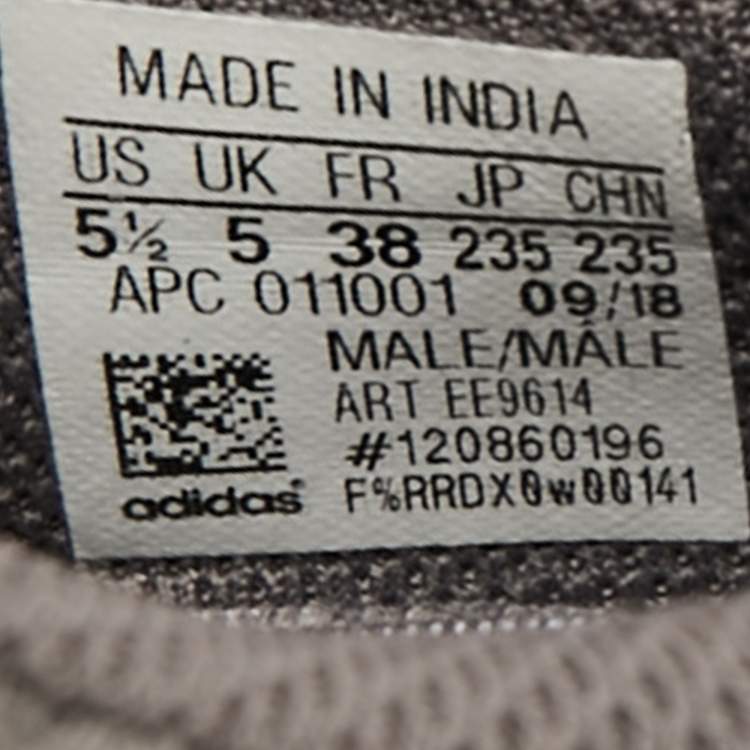 MADE IN INDIA
US UK FR JP CHN
5½ 5 38 235 235
APC 011001 09/18
MALE/MÂLE
ART EE9614
#120860196
adidas® F%RRDX0w00141